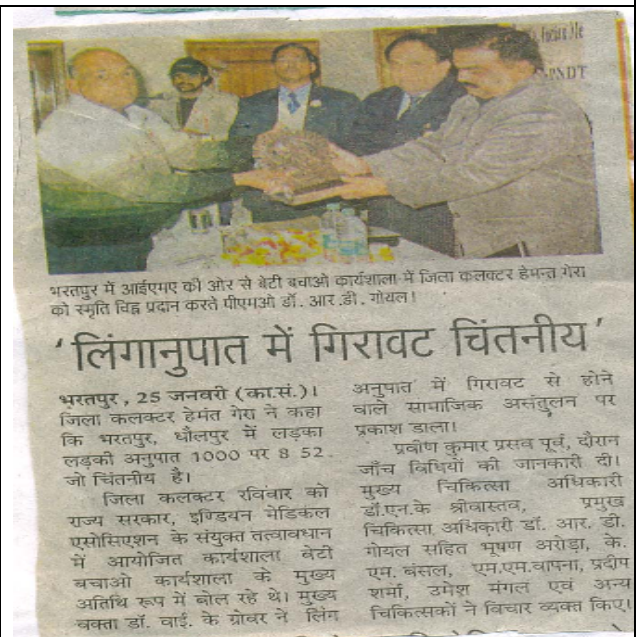 भरतपुर में आईएमए की ओर से बेटी बचाओ कार्यशाला में जिला कलक्टर हेमन्त गेरा
को स्मृति चिह्न प्रदान करते पीएमओ डॉ. आर.डी. गोयल।
'लिंगानुपात में गिरावट चिंतनीय'
भरतपुर, 25 जनवरी (का.सं.)।
जिला कलक्टर हेमंत गेरा ने कहा
कि भरतपुर, धौलपुर में लड़का
लड़की अनुपात 1000 पर 8 52
जो चिंतनीय है।
जिला कलक्टर रविवार को
राज्य सरकार, इण्डियन मेडिकल
एसोसिएशन के संयुक्त तत्वावधान
में आयोजित कार्यशाला बेटी
बचाओ कार्यशाला के मुख्य
अतिथि रूप में बोल रहे थे। मुख्य
वक्ता डॉ. वाई. के ग्रोवर ने लिंग
अनुपात में गिरावट से होने
वाले सामाजिक असंतुलन पर
प्रकाश डाला।
प्रवीण कुमार प्रसव पूर्व, दौरान
जाँच विधियों की जानकारी दी।
मुख्य चिकित्सा अधिकारी
डॉ.एन.के श्रीवास्तव, प्रमुख
चिकित्सा अधिकारी डॉ. आर. डी.
गोयल सहित भूषण अरोड़ा, के.
एम. बंसल, एम.एम.वापना, प्रदीप
शर्मा, उमेश मंगल एवं अन्य
चिकित्सकों ने विचार व्यक्त किए।